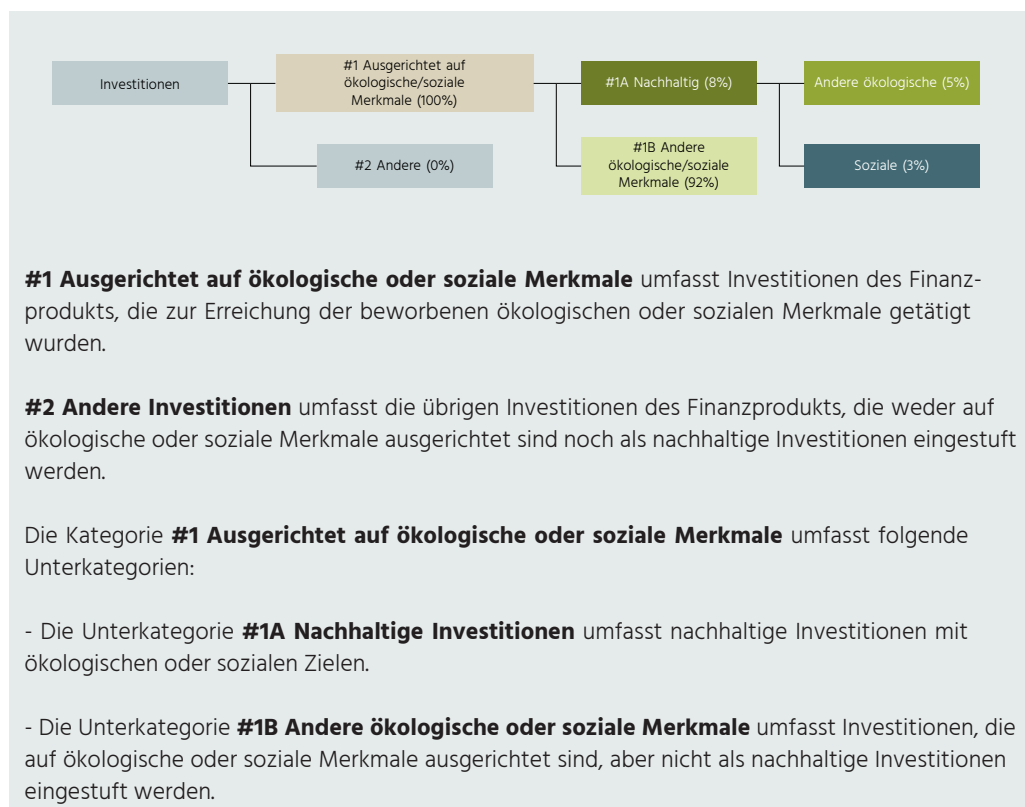 Investitionen
#1 Ausgerichtet auf
ökologische/soziale
Merkmale (100%)
#1A Nachhaltig (8%)
Andere ökologische (5%)
#2 Andere (0%)
#1B Andere
ökologische/soziale
Merkmale (92%)
Soziale (3%)
#1 Ausgerichtet auf ökologische oder soziale Merkmale umfasst Investitionen des Finanz-
produkts, die zur Erreichung der beworbenen ökologischen oder sozialen Merkmale getätigt
wurden.
#2 Andere Investitionen umfasst die übrigen Investitionen des Finanzprodukts, die weder auf
ökologische oder soziale Merkmale ausgerichtet sind noch als nachhaltige Investitionen eingestuft
werden.
Die Kategorie #1 Ausgerichtet auf ökologische oder soziale Merkmale umfasst folgende
Unterkategorien:
- Die Unterkategorie #1A Nachhaltige Investitionen umfasst nachhaltige Investitionen mit
ökologischen oder sozialen Zielen.
- Die Unterkategorie #1B Andere ökologische oder soziale Merkmale umfasst Investitionen, die
auf ökologische oder soziale Merkmale ausgerichtet sind, aber nicht als nachhaltige Investitionen
eingestuft werden.